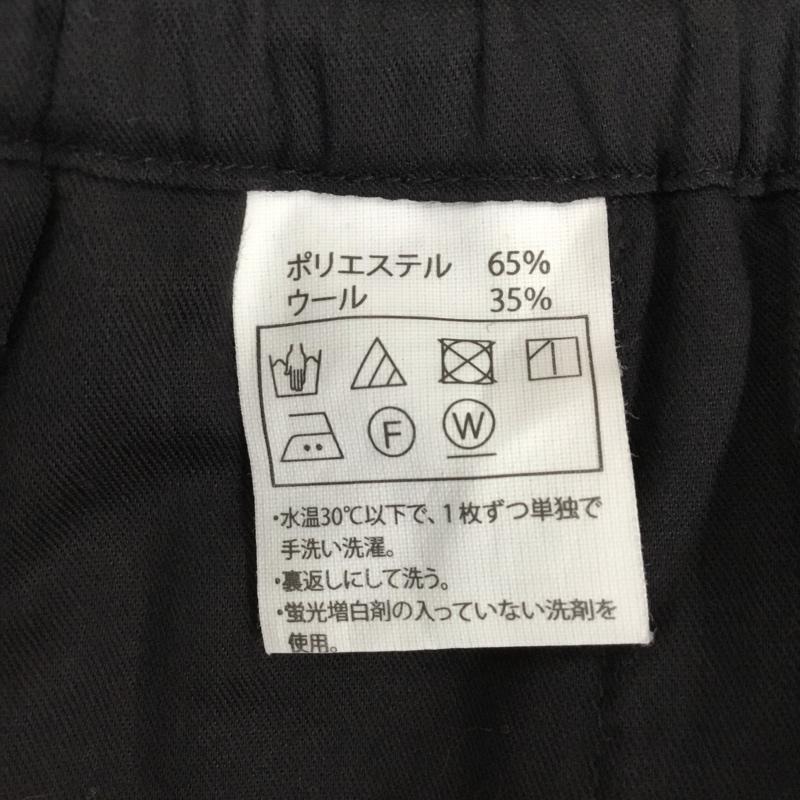 ポリエステル 65%
ウール 35%
F W
・水温30℃以下で、1枚ずつ単独で
手洗い洗濯。
・裏返しにして洗う。
・蛍光増白剤の入っていない洗剤を
使用。